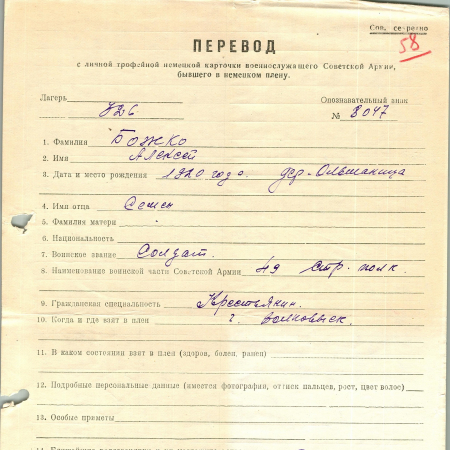 Сов. секретно
58
ПЕРЕВОД
с личной трофейной немецкой карточки военнослужащего Советской Армии,
бывшего в немецком плену.
Лагерь 326 Опознавательный знак
№ 8047
1. Фамилия Божко
2. Имя Алексей
3. Дата и место рождения 1920 года дер. Ольшаница
4. Имя отца Семен
5. Фамилия матери
6. Национальность
7. Воинское звание Солдат.
8. Наименование воинской части Советской Армии 49 стр. полк.
9. Гражданская специальность Крестьянин.
10. Когда и где взят в плен г. Волковыск.
11. В каком состоянии взят в плен (здоров, болен, ранен)
12. Подробные персональные данные (имеется фотография, оттиск пальцев, рост, цвет волос)
13. Особые приметы